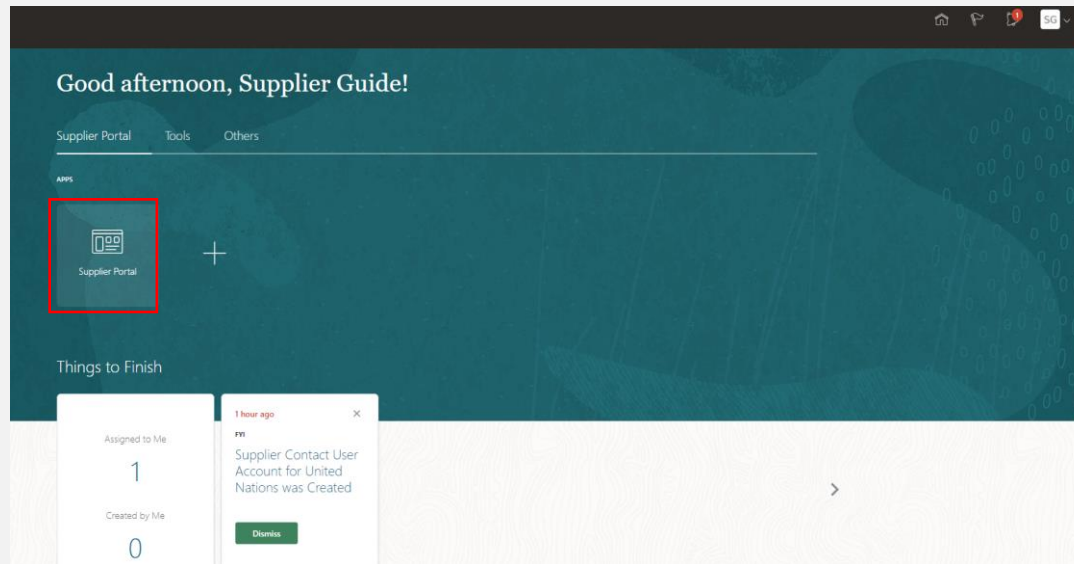 1
SG
Good afternoon, Supplier Guide!
Supplier Portal Tools Others
APPS
Supplier Portal
Things to Finish
Assigned to Me
1
Created by Me
0
1 hour ago
FYI
Supplier Contact User
Account for United
Nations was Created
Dismiss